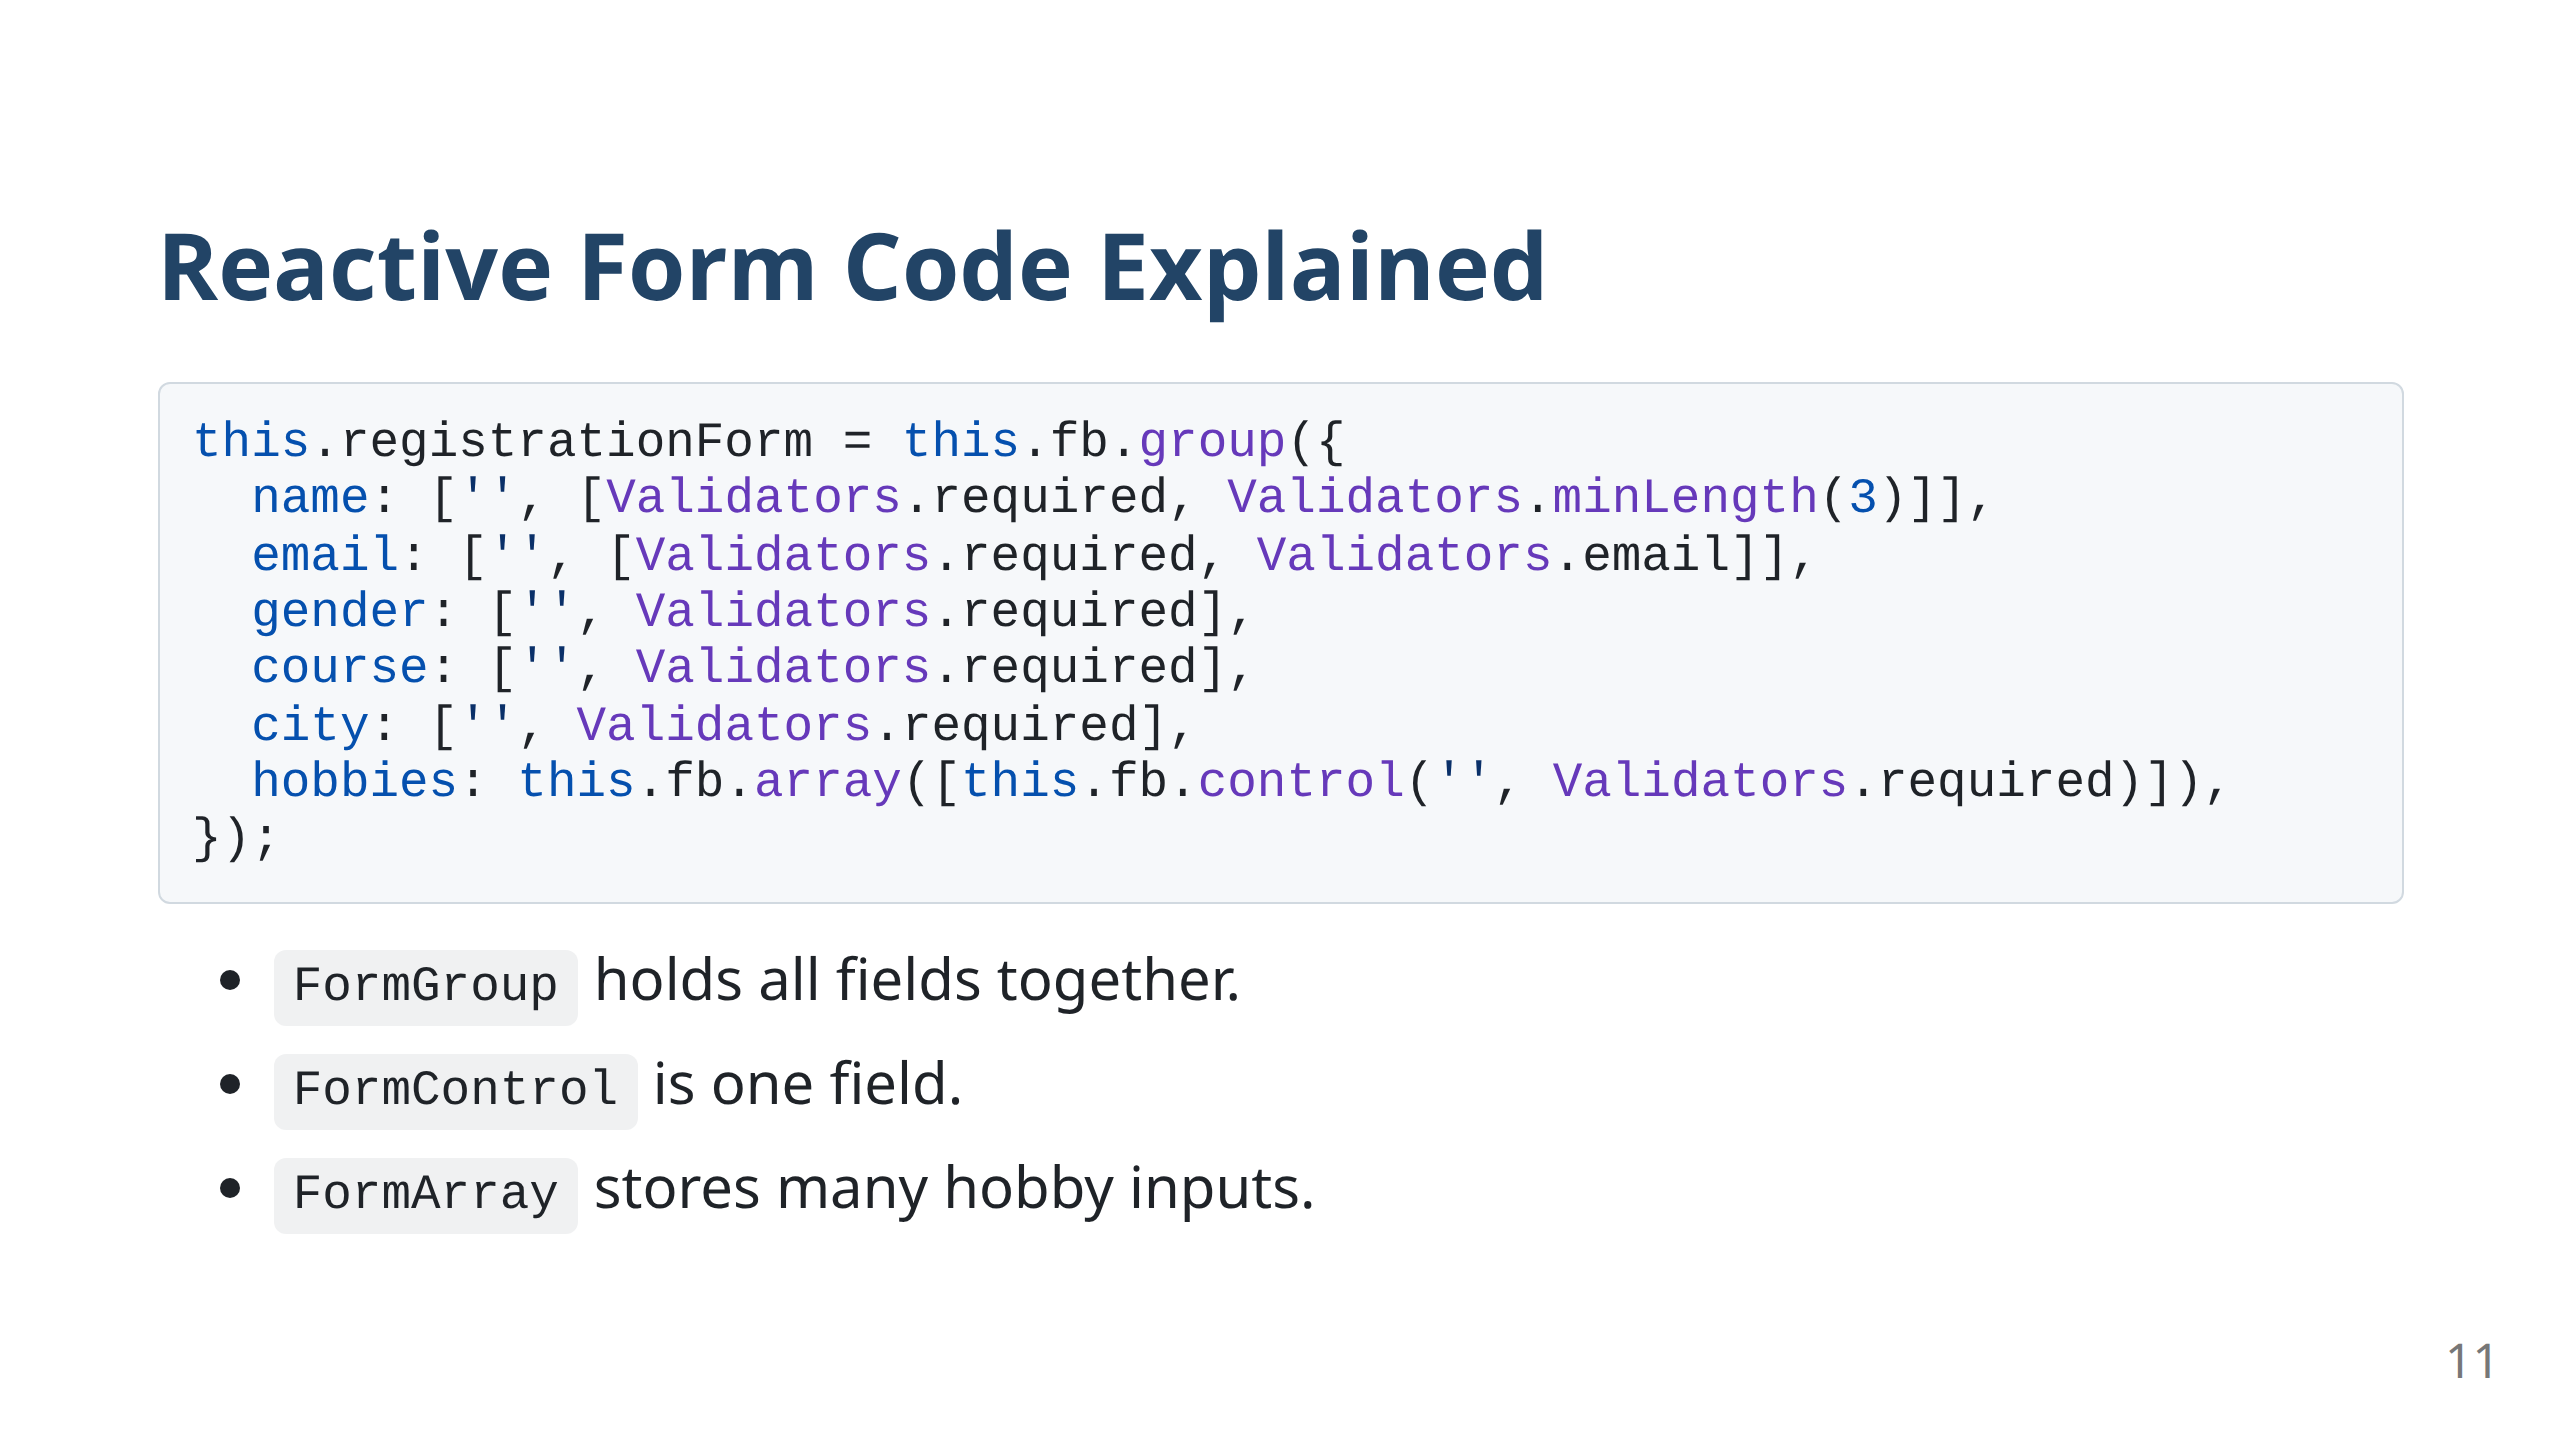 Reactive Form Code Explained
this.registrationForm = this.fb.group({
  name: ['', [Validators.required, Validators.minLength(3)]],
  email: ['', [Validators.required, Validators.email]],
  gender: ['', Validators.required],
  course: ['', Validators.required],
  city: ['', Validators.required],
  hobbies: this.fb.array([this.fb.control('', Validators.required)]),
});
• FormGroup holds all fields together.
• FormControl is one field.
• FormArray stores many hobby inputs.
11